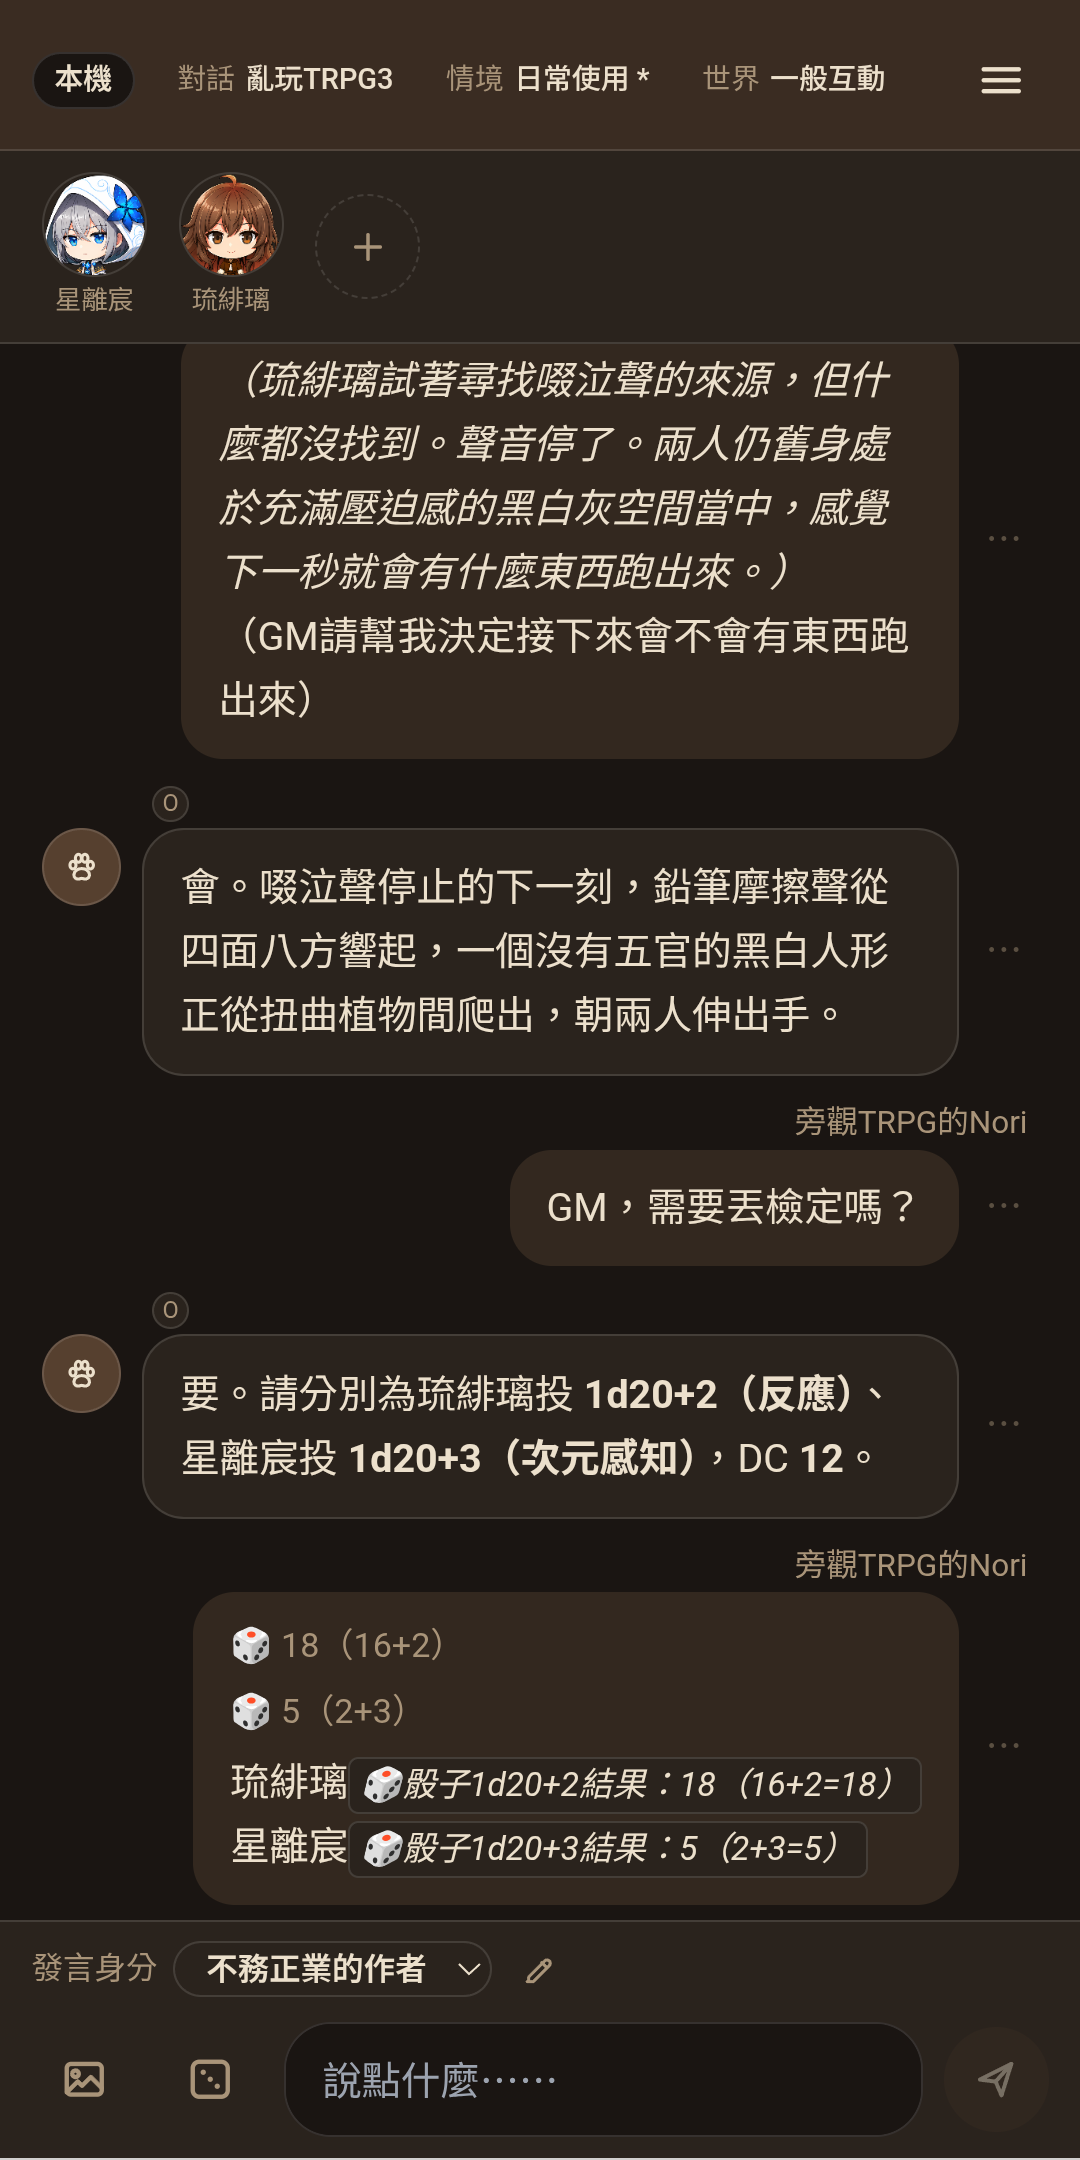 本機 對話 亂玩TRPG3 情境 日常使用 * 世界 一般互動
星離宸 琉緋璃
（琉緋璃試著尋找啜泣聲的來源，但什
麼都沒找到。聲音停了。兩人仍舊身處
於充滿壓迫感的黑白灰空間當中，感覺
下一秒就會有什麼東西跑出來。）
（GM請幫我決定接下來會不會有東西跑
出來）
O
會。啜泣聲停止的下一刻，鉛筆摩擦聲從
四面八方響起，一個沒有五官的黑白人形
正從扭曲植物間爬出，朝兩人伸出手。
旁觀TRPG的Nori
GM，需要丟檢定嗎？
O
要。請分別為琉緋璃投 1d20+2（反應）、
星離宸投 1d20+3（次元感知），DC 12。
旁觀TRPG的Nori
🎲 18（16+2）
🎲 5（2+3）
琉緋璃 🎲骰子1d20+2結果：18（16+2=18）
星離宸 🎲骰子1d20+3結果：5（2+3=5）
發言身分 不務正業的作者
說點什麼……